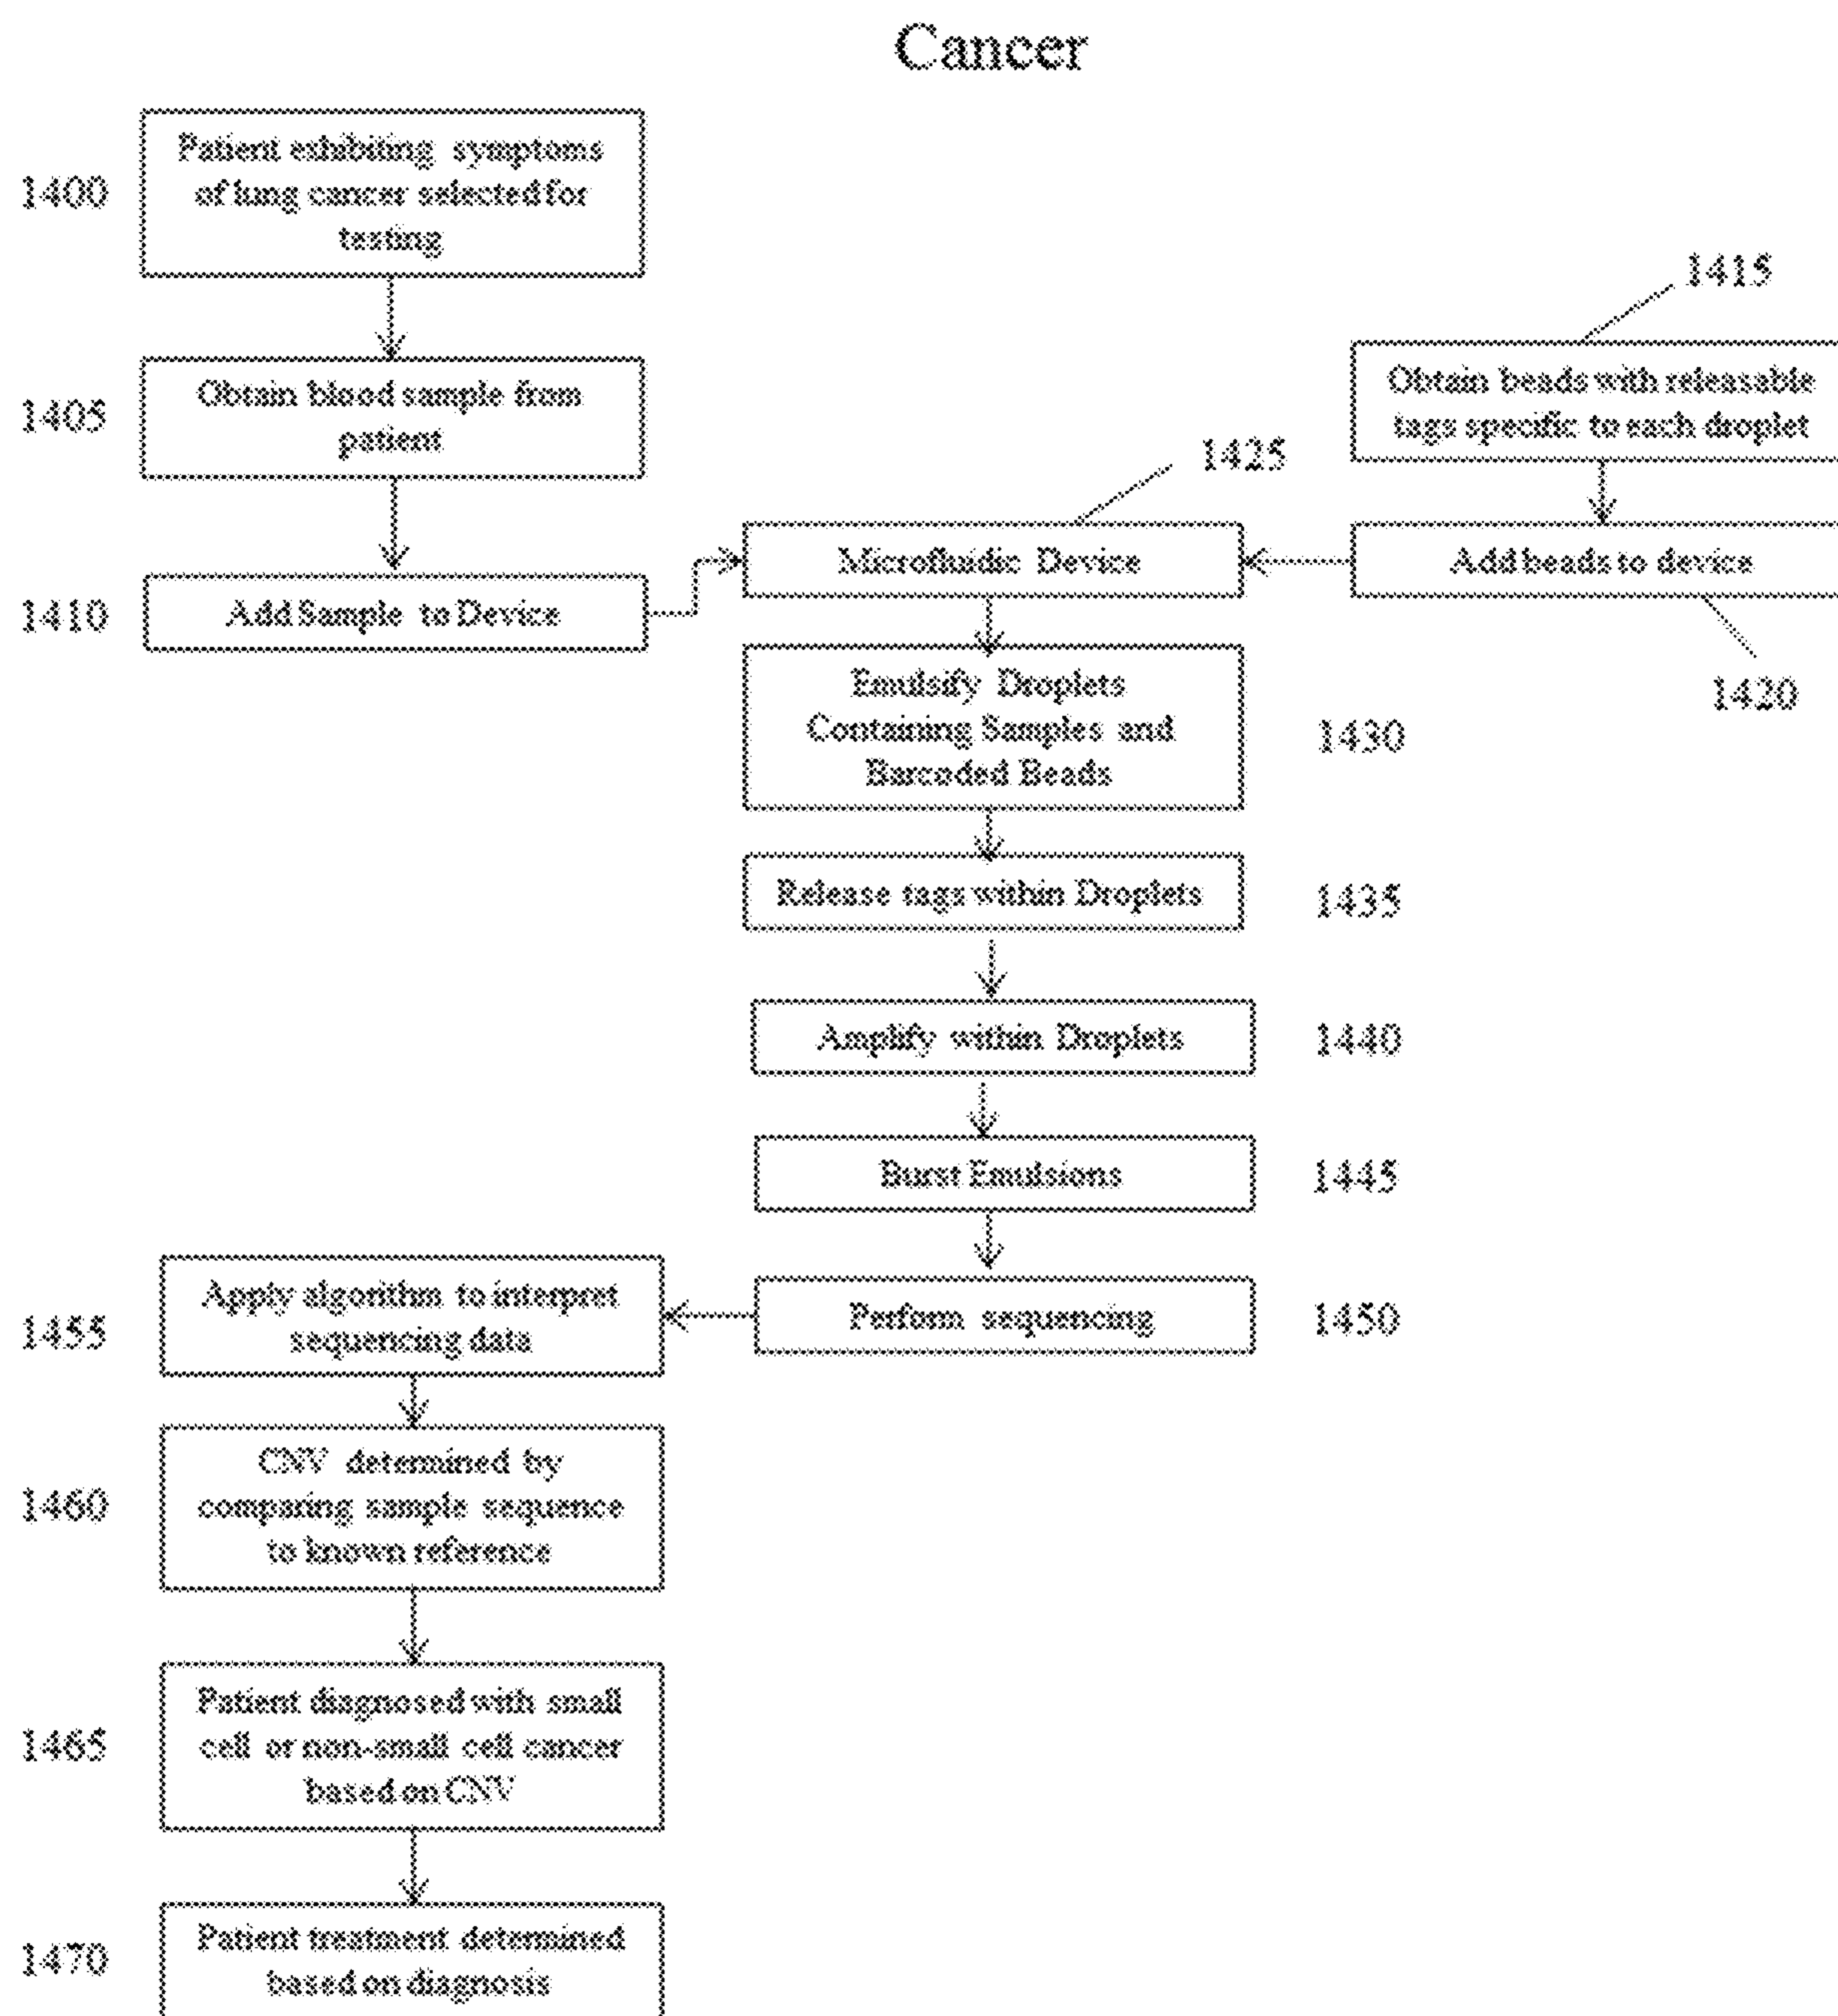 Cancer
1400
Patient exhibiting symptoms
of lung cancer selected for
testing
1405
Obtain blood sample from
patient
1410
Add Sample to Device
1415
Obtain beads with releasable
tags specific to each droplet
Add beads to device
1420
1425
Microfluidic Device
Emulsify Droplets
Containing Samples and
Barcoded Beads
1430
Release tags within Droplets
1435
Amplify within Droplets
1440
Burst Emulsions
1445
Perform sequencing
1450
1455
Apply algorithm to interpret
sequencing data
1460
CNV determined by
comparing sample sequence
to known reference
1465
Patient diagnosed with small
cell or non-small cell cancer
based on CNV
1470
Patient treatment determined
based on diagnosis